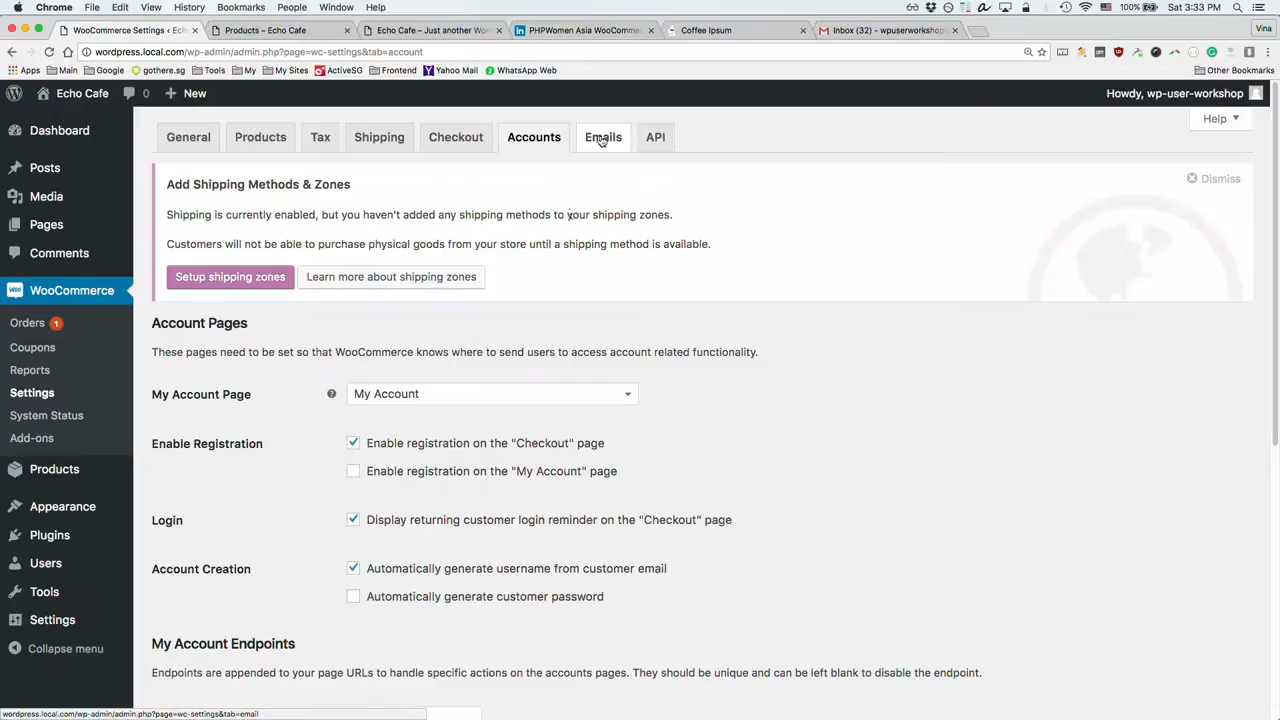 Chrome File Edit View History Bookmarks People Window Help
100% Sat 3:33 PM
WooCommerce Settings ‹ Ech
Products ‹ Echo Cafe
Echo Cafe – Just another Wor
PHPWomen Asia WooComme
Coffee Ipsum
Inbox (32) - wpuserworkshop
Vina
wordpress.local.com/wp-admin/admin.php?page=wc-settings&tab=account
Apps Main Google gothere.sg Tools My My Sites ActiveSG Frontend Yahoo Mail WhatsApp Web Other Bookmarks
Echo Cafe 0 New Howdy, wp-user-workshop
Help
Dashboard
Posts
Media
Pages
Comments
WooCommerce
Orders 1
Coupons
Reports
Settings
System Status
Add-ons
Products
Appearance
Plugins
Users
Tools
Settings
Collapse menu
General Products Tax Shipping Checkout Accounts Emails API
Add Shipping Methods & Zones
Dismiss
Shipping is currently enabled, but you haven't added any shipping methods to your shipping zones.
Customers will not be able to purchase physical goods from your store until a shipping method is available.
Setup shipping zones Learn more about shipping zones
Account Pages
These pages need to be set so that WooCommerce knows where to send users to access account related functionality.
My Account Page My Account
Enable Registration Enable registration on the "Checkout" page
Enable registration on the "My Account" page
Login Display returning customer login reminder on the "Checkout" page
Account Creation Automatically generate username from customer email
Automatically generate customer password
My Account Endpoints
Endpoints are appended to your page URLs to handle specific actions on the accounts pages. They should be unique and can be left blank to disable the endpoint.
wordpress.local.com/wp-admin/admin.php?page=wc-settings&tab=email